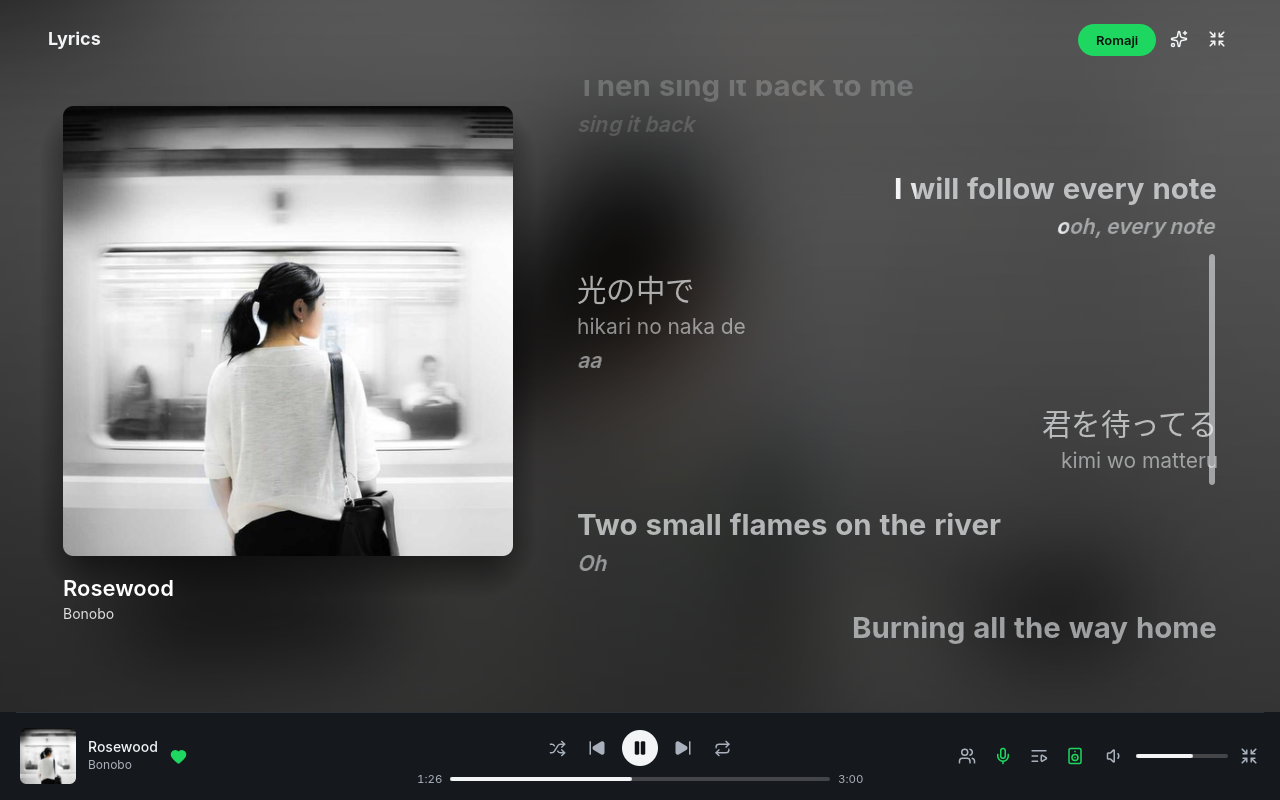 Lyrics
Romaji
Then sing it back to me
sing it back
I will follow every note
ooh, every note
光の中で
hikari no naka de
aa
君を待ってる
kimi wo matteru
Two small flames on the river
Oh
Burning all the way home
Rosewood
Bonobo
Rosewood
Bonobo
1:26
3:00